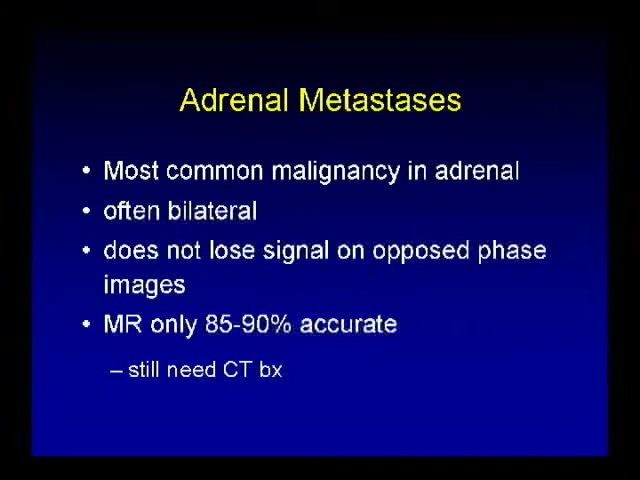 Adrenal Metastases
• Most common malignancy in adrenal
• often bilateral
• does not lose signal on opposed phase
images
• MR only 85-90% accurate
– still need CT bx